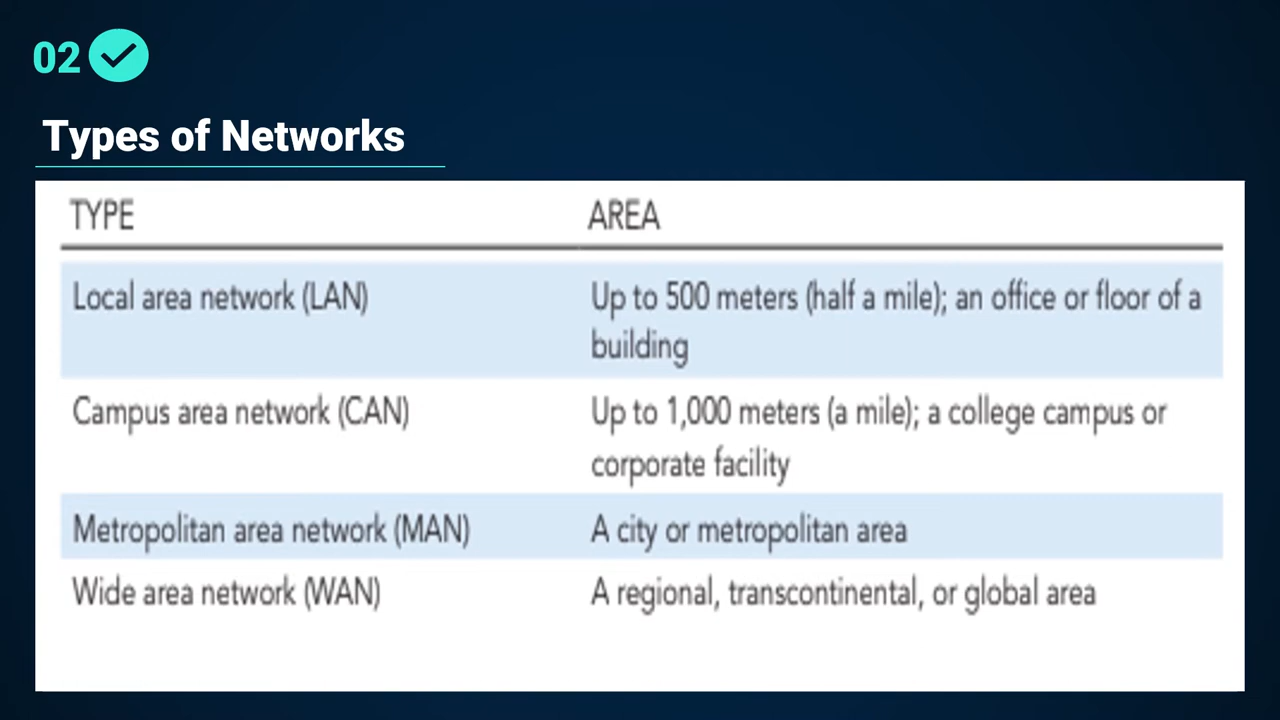 02
Types of Networks
TYPE AREA
Local area network (LAN) Up to 500 meters (half a mile); an office or floor of a
building
Campus area network (CAN) Up to 1,000 meters (a mile); a college campus or
corporate facility
Metropolitan area network (MAN) A city or metropolitan area
Wide area network (WAN) A regional, transcontinental, or global area